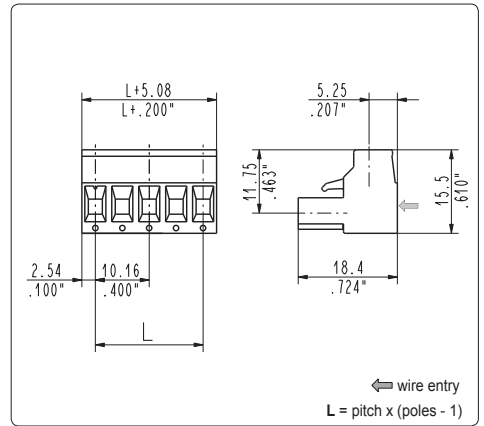 L+5.08
L+.200"
5.25
.207"
11.75
.463"
15.5
.610"
2.54
.100"
10.16
.400"
18.4
.724"
L
wire entry
L = pitch x (poles - 1)